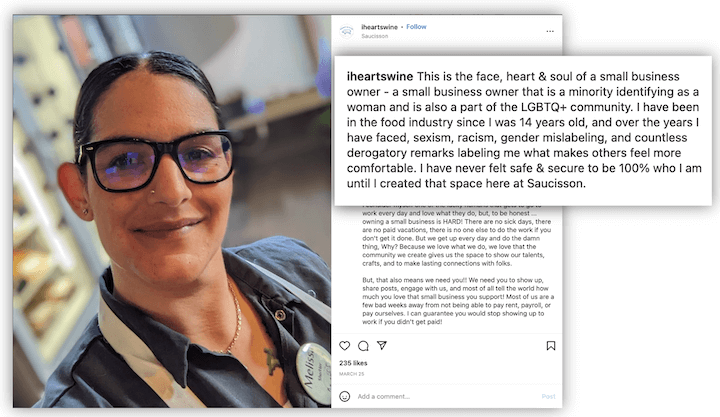 iheartswine • Follow
Saucisson
iheartswine This is the face, heart & soul of a small business
owner - a small business owner that is a minority identifying as a
woman and is also a part of the LGBTQ+ community. I have been
in the food industry since I was 14 years old, and over the years I
have faced, sexism, racism, gender mislabeling, and countless
derogatory remarks labeling me what makes others feel more
comfortable. I have never felt safe & secure to be 100% who I am
until I created that space here at Saucisson.
work every day and love what they do, but, to be honest ...
owning a small business is HARD! There are no sick days, there
are no paid vacations, there is no one else to do the work if you
don't get it done. But we get up every day and do the damn
thing, Why? Because we love what we do, we love that the
community we create gives us the space to show our talents,
crafts, and to make lasting connections with folks.
But, that also means we need you!! We need you to show up,
share posts, engage with us, and most of all tell the world how
much you love that small business you support! Most of us are a
few bad weeks away from not being able to pay rent, payroll, or
pay ourselves. I can guarantee you would stop showing up to
work if you didn't get paid!
235 likes
MARCH 25
Add a comment...
Post
Melissa